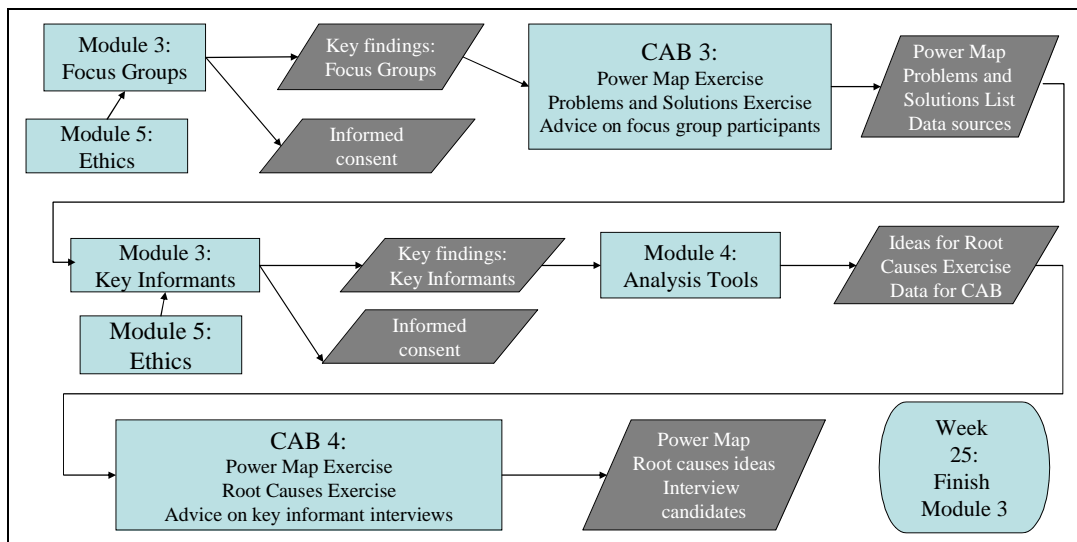 Module 3:
Focus Groups
Module 5:
Ethics
Key findings:
Focus Groups
Informed
consent
CAB 3:
Power Map Exercise
Problems and Solutions Exercise
Advice on focus group participants
Power Map
Problems and
Solutions List
Data sources
Module 3:
Key Informants
Module 5:
Ethics
Key findings:
Key Informants
Informed
consent
Module 4:
Analysis Tools
Ideas for Root
Causes Exercise
Data for CAB
CAB 4:
Power Map Exercise
Root Causes Exercise
Advice on key informant interviews
Power Map
Root causes ideas
Interview
candidates
Week
25:
Finish
Module 3